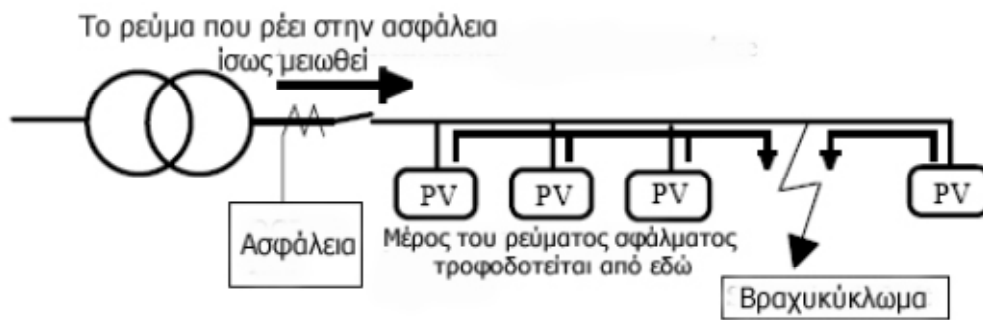 Το ρεύμα που ρέει στην ασφάλεια
ίσως μειωθεί
PV
PV
PV
PV
Ασφάλεια
Μέρος του ρεύματος σφάλματος
τροφοδοτείται από εδώ
Βραχυκύκλωμα